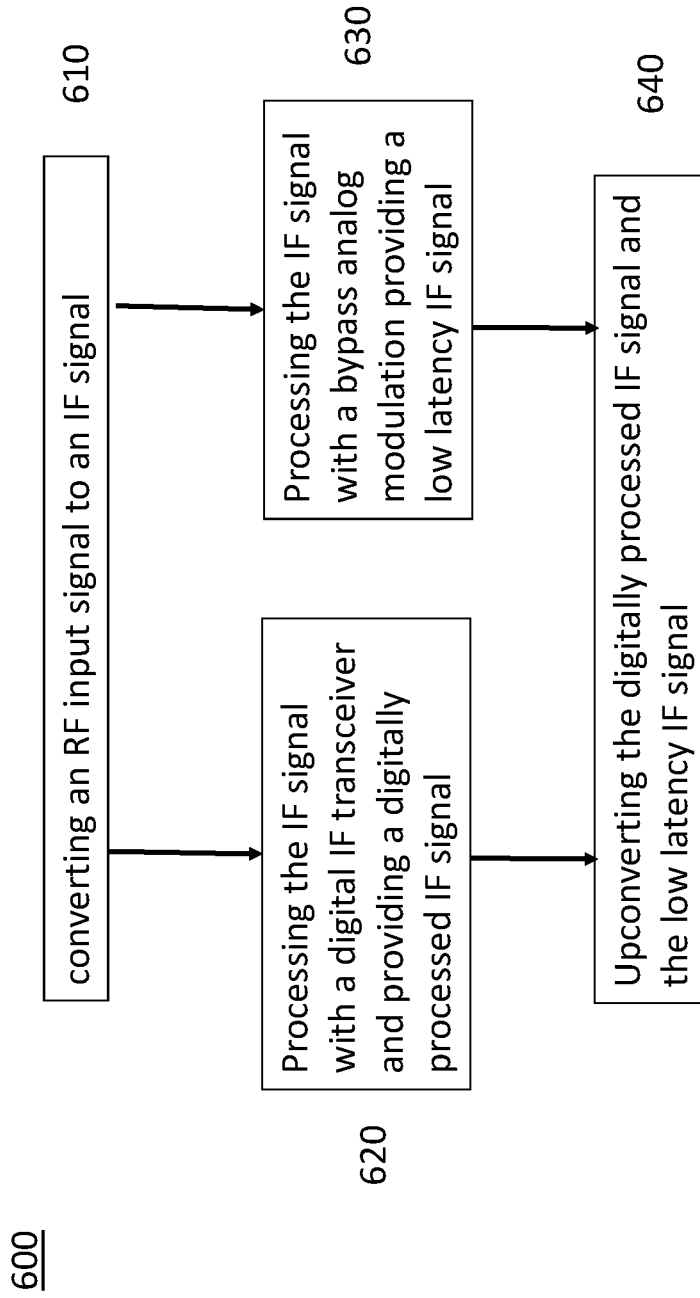 600
converting an RF input signal to an IF signal
610
Processing the IF signal
with a digital IF transceiver
and providing a digitally
processed IF signal
620
Processing the IF signal
with a bypass analog
modulation providing a
low latency IF signal
630
Upconverting the digitally processed IF signal and
the low latency IF signal
640